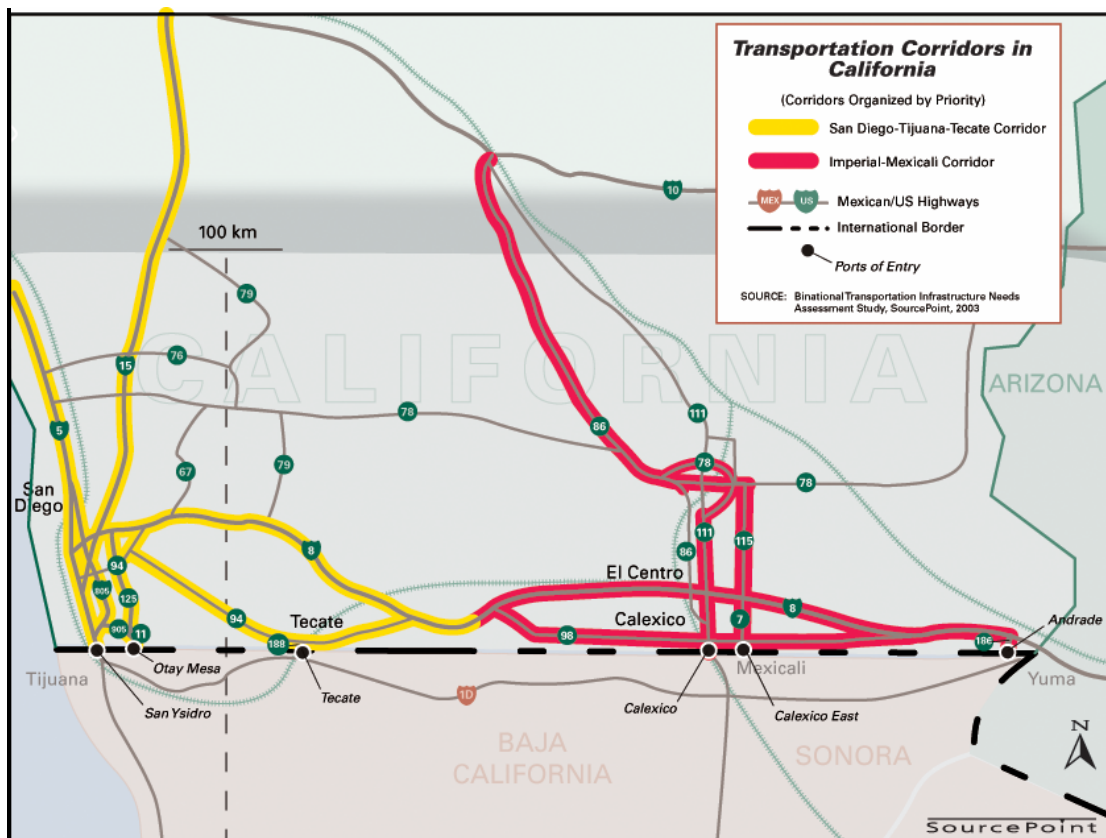 Transportation Corridors in
California
(Corridors Organized by Priority)
San Diego-Tijuana-Tecate Corridor
Imperial-Mexicali Corridor
MEX US Mexican/US Highways
International Border
Ports of Entry
SOURCE: Binational Transportation Infrastructure Needs
Assessment Study, SourcePoint, 2003
10
100 km
79
76
15
CALIFORNIA
ARIZONA
5
78
86
111
67
79
78
78
San
Diego
8
111
115
86
94
805
125
El Centro
8
94
Tecate
Calexico
7
905
11
188
98
186
Andrade
Otay Mesa
Mexicali
Tijuana
Yuma
San Ysidro
Tecate
1D
Calexico
Calexico East
BAJA
CALIFORNIA
SONORA
N
SourcePoint